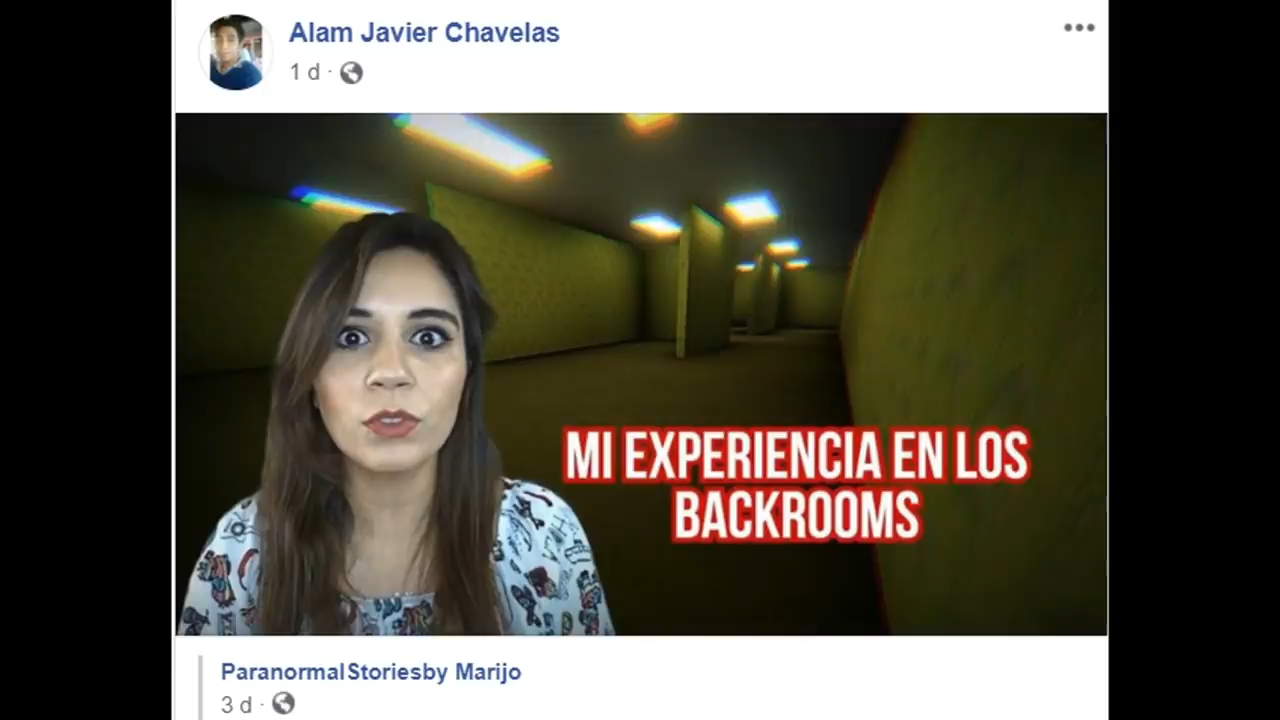 Alam Javier Chavelas
1 d ·
MI EXPERIENCIA EN LOS
BACKROOMS
ParanormalStoriesby Marijo
3 d ·